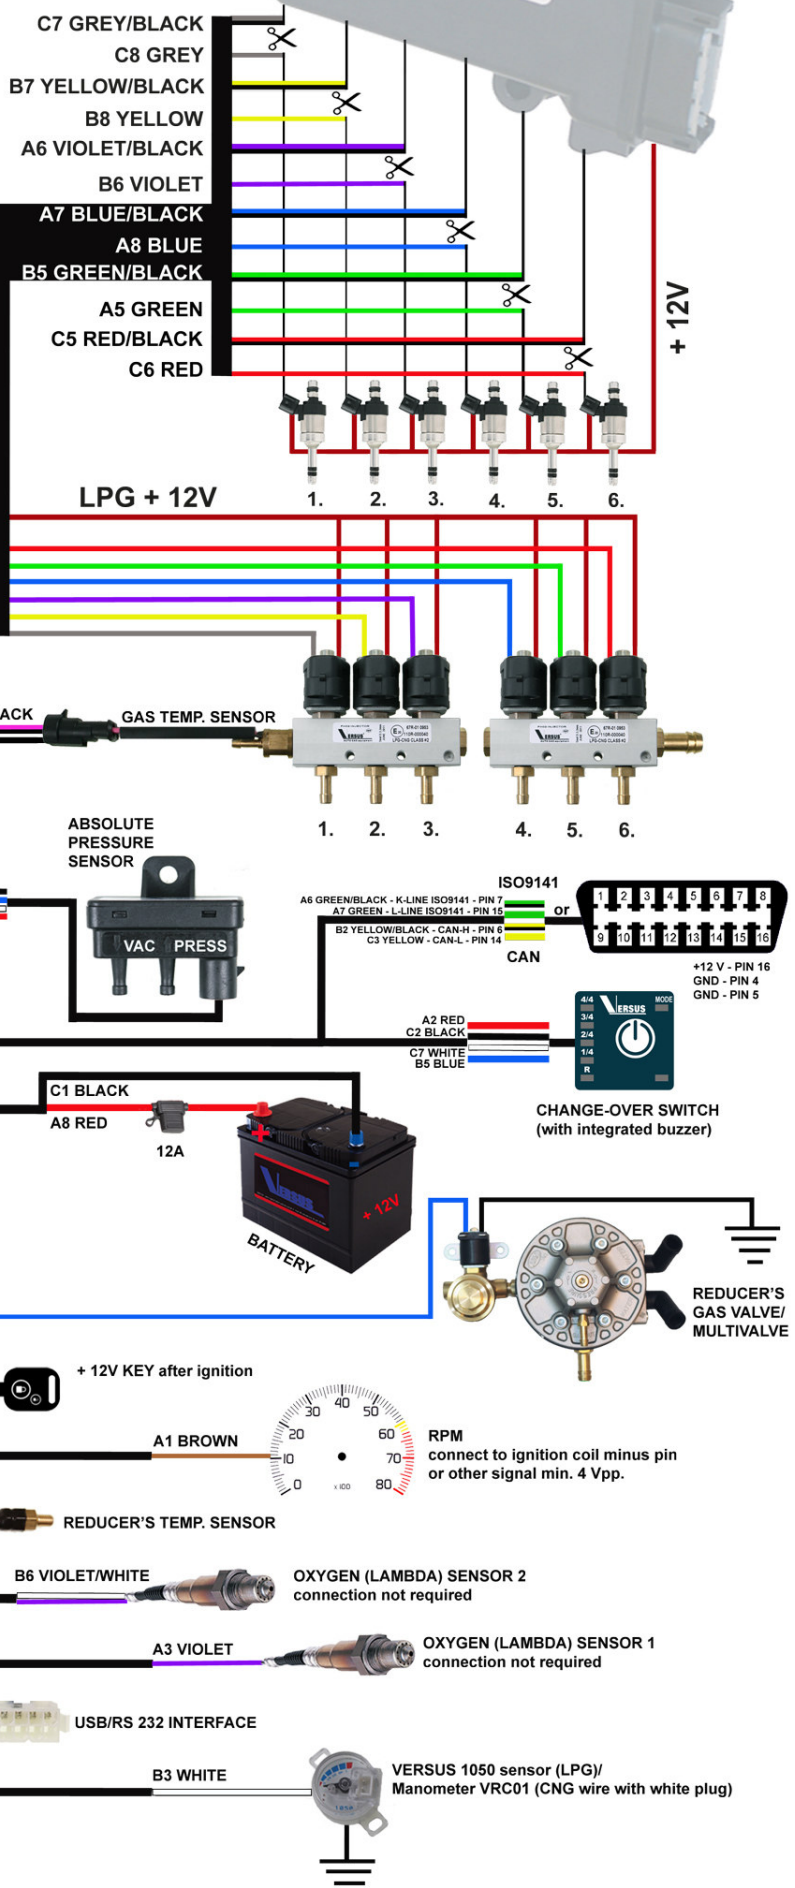 C7 GREY/BLACK
C8 GREY
B7 YELLOW/BLACK
B8 YELLOW
A6 VIOLET/BLACK
B6 VIOLET
A7 BLUE/BLACK
A8 BLUE
B5 GREEN/BLACK
A5 GREEN
C5 RED/BLACK
C6 RED
+ 12V
1. 2. 3. 4. 5. 6.
LPG + 12V
ACK
GAS TEMP. SENSOR
VERSUS
VERSUS
1. 2. 3. 4. 5. 6.
ABSOLUTE
PRESSURE
SENSOR
VAC PRESS
ISO9141
A6 GREEN/BLACK - K-LINE ISO9141 - PIN 7
A7 GREEN - L-LINE ISO9141 - PIN 15
or
B2 YELLOW/BLACK - CAN-H - PIN 6
C3 YELLOW - CAN-L - PIN 14
CAN
1 2 3 4 5 6 7 8
9 10 11 12 13 14 15 16
+12 V - PIN 16
GND - PIN 4
GND - PIN 5
A2 RED
C2 BLACK
C7 WHITE
B5 BLUE
4/4
3/4
2/4
1/4
R
VERSUS
MODE
CHANGE-OVER SWITCH
(with integrated buzzer)
C1 BLACK
A8 RED
12A
VERSUS
+ 12V
BATTERY
REDUCER'S
GAS VALVE/
MULTIVALVE
+ 12V KEY after ignition
A1 BROWN
0 10 20 30 40 50 60 70 80
x 100
RPM
connect to ignition coil minus pin
or other signal min. 4 Vpp.
REDUCER'S TEMP. SENSOR
B6 VIOLET/WHITE
OXYGEN (LAMBDA) SENSOR 2
connection not required
A3 VIOLET
OXYGEN (LAMBDA) SENSOR 1
connection not required
USB/RS 232 INTERFACE
B3 WHITE
VERSUS 1050 sensor (LPG)/
Manometer VRC01 (CNG wire with white plug)